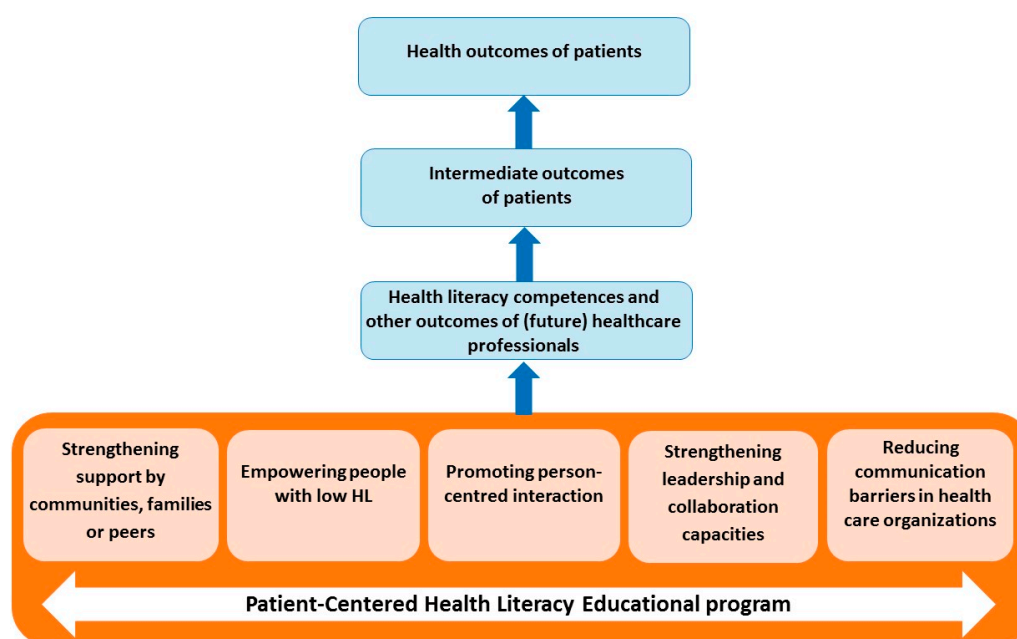 Health outcomes of patients
Intermediate outcomes
of patients
Health literacy competences and
other outcomes of (future) healthcare
professionals
Strengthening
support by
communities, families
or peers
Empowering people
with low HL
Promoting person-
centred interaction
Strengthening
leadership and
collaboration
capacities
Reducing
communication
barriers in health
care organizations
Patient-Centered Health Literacy Educational program